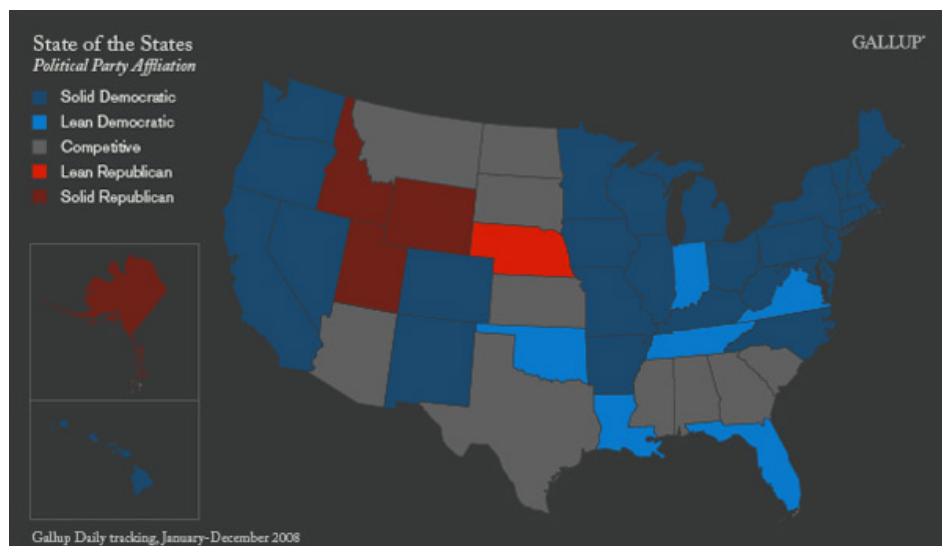 State of the States
Political Party Affliation
GALLUP
Solid Democratic
Lean Democratic
Competitive
Lean Republican
Solid Republican
Gallup Daily tracking, January-December 2008